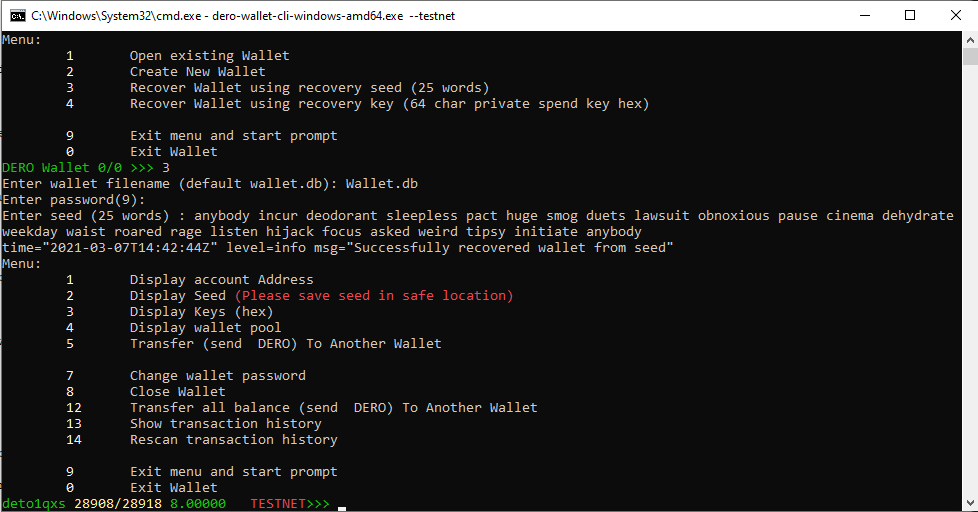 C:\Windows\System32\cmd.exe - dero-wallet-cli-windows-amd64.exe --testnet
Menu:
1 Open existing Wallet
2 Create New Wallet
3 Recover Wallet using recovery seed (25 words)
4 Recover Wallet using recovery key (64 char private spend key hex)
9 Exit menu and start prompt
0 Exit Wallet
DERO Wallet 0/0 >>> 3
Enter wallet filename (default wallet.db): Wallet.db
Enter password(9):
Enter seed (25 words) : anybody incur deodorant sleepless pact huge smog duets lawsuit obnoxious pause cinema dehydrate
weekday waist roared rage listen hijack focus asked weird tipsy initiate anybody
time="2021-03-07T14:42:44Z" level=info msg="Successfully recovered wallet from seed"
Menu:
1 Display account Address
2 Display Seed (Please save seed in safe location)
3 Display Keys (hex)
4 Display wallet pool
5 Transfer (send  DERO) To Another Wallet
7 Change wallet password
8 Close Wallet
12 Transfer all balance (send  DERO) To Another Wallet
13 Show transaction history
14 Rescan transaction history
9 Exit menu and start prompt
0 Exit Wallet
deto1qxs 28908/28918 8.00000 TESTNET>>>